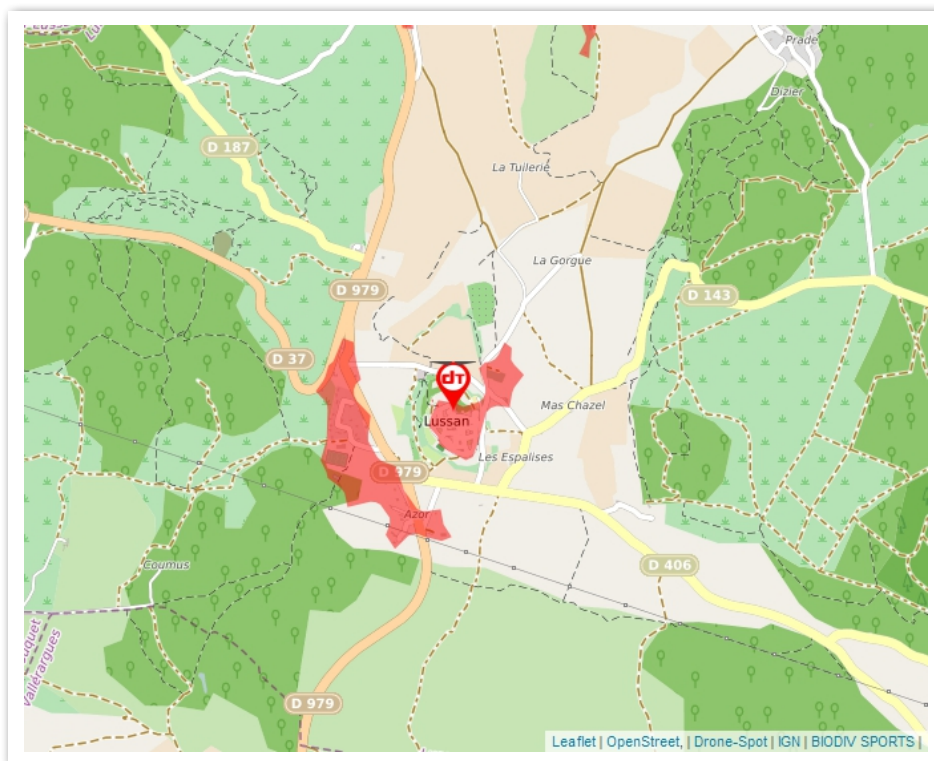 Prade
Dizier
D 187
La Tuilerie
La Gorgue
D 979
D 143
D 37
dT
Mas Chazel
Lussan
Les Espalises
D 979
Azor
D 406
Coumus
Vallérargues
D 979
Leaflet | OpenStreet, | Drone-Spot | IGN | BIODIV SPORTS |